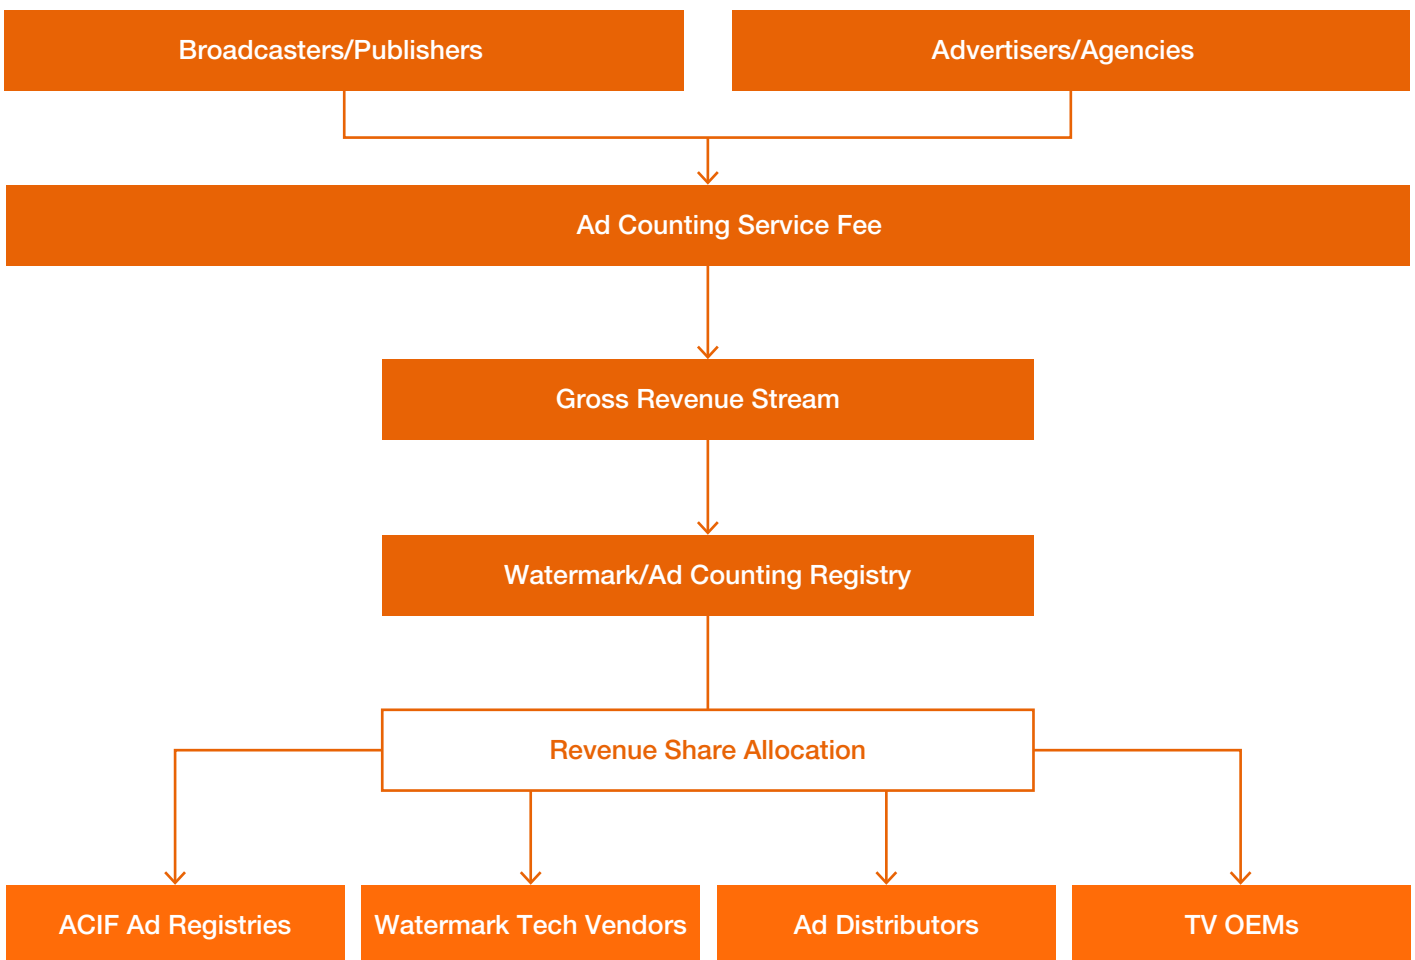 Broadcasters/Publishers
Advertisers/Agencies
Ad Counting Service Fee
Gross Revenue Stream
Watermark/Ad Counting Registry
Revenue Share Allocation
ACIF Ad Registries
Watermark Tech Vendors
Ad Distributors
TV OEMs